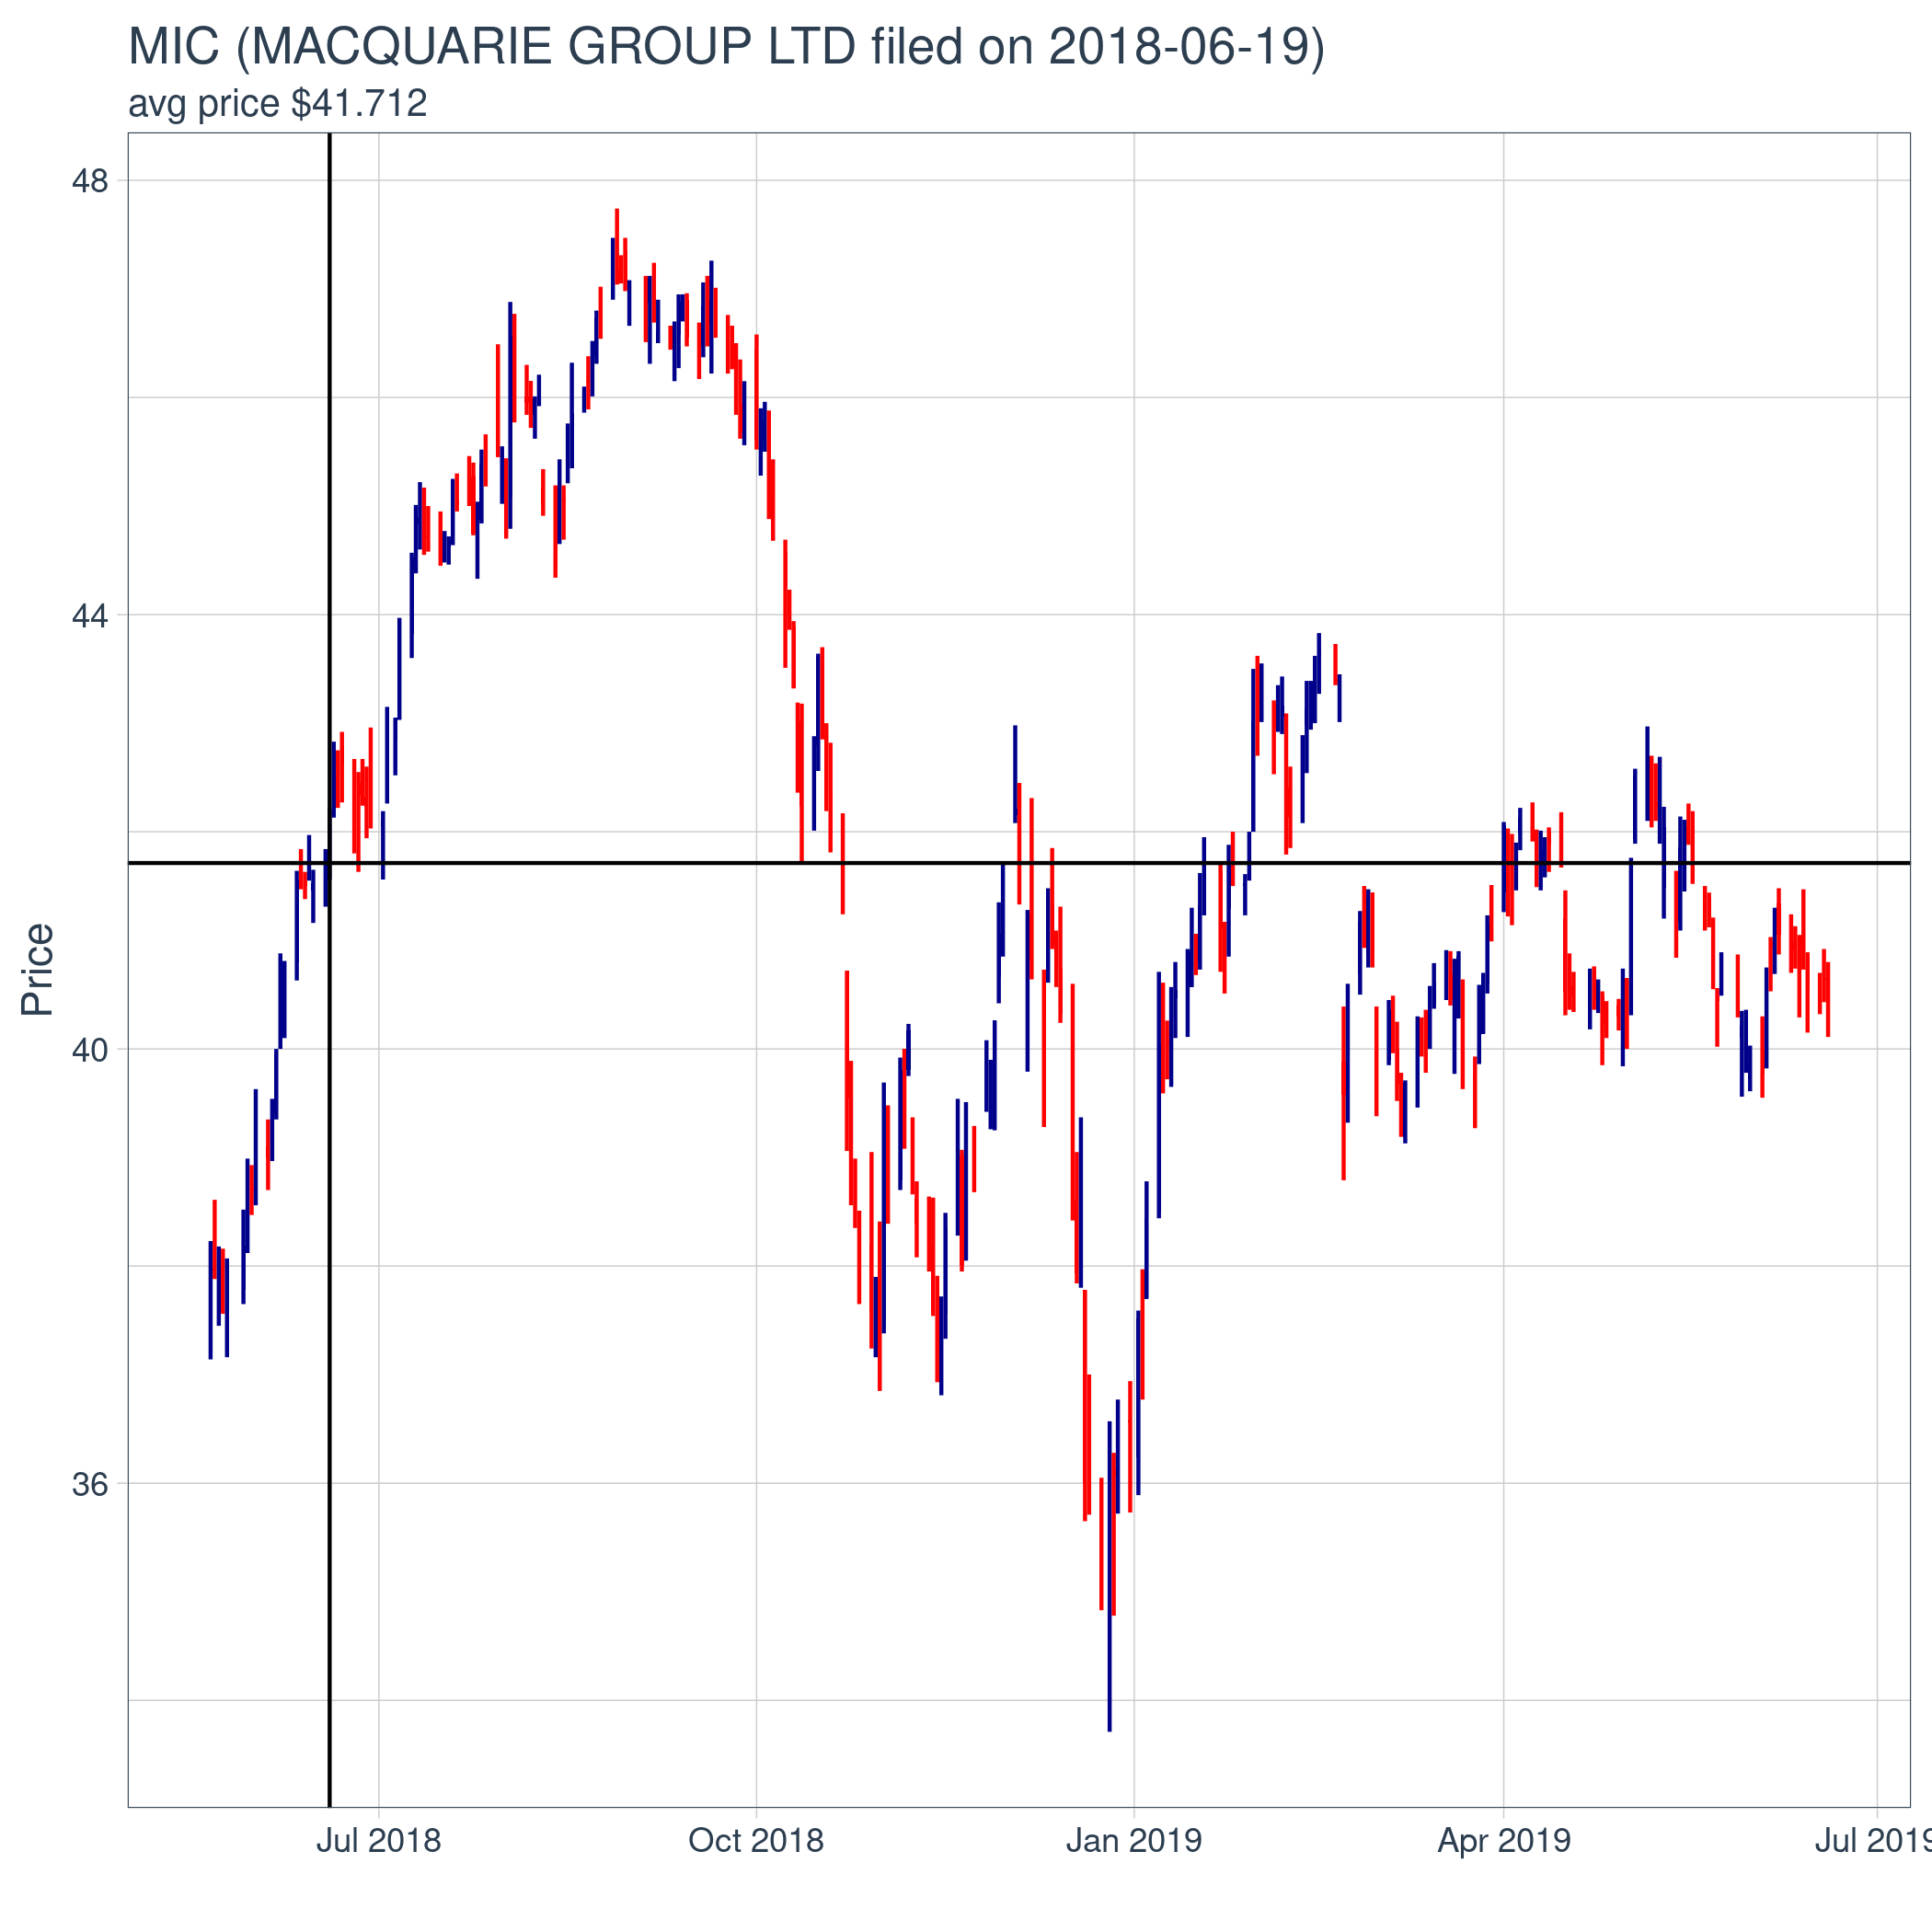 MIC (MACQUARIE GROUP LTD filed on 2018-06-19)
avg price $41.712
48
44
40
36
Price
Jul 2018
Oct 2018
Jan 2019
Apr 2019
Jul 2019